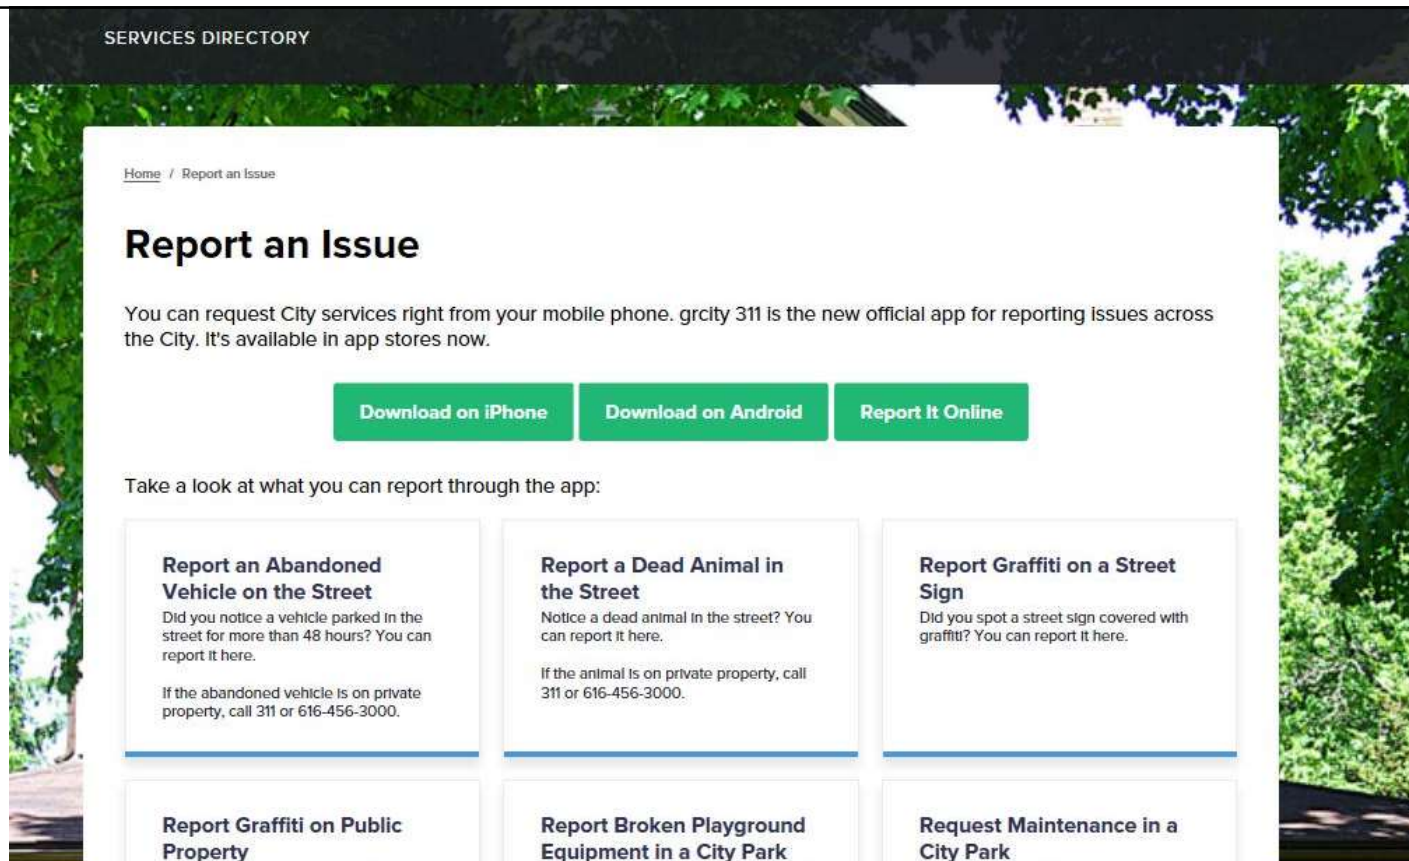 SERVICES DIRECTORY
Home / Report an Issue
Report an Issue
You can request City services right from your mobile phone. grcity 311 is the new official app for reporting issues across
the City. It's available in app stores now.
Download on iPhone
Download on Android
Report It Online
Take a look at what you can report through the app:
Report an Abandoned
Vehicle on the Street
Did you notice a vehicle parked in the
street for more than 48 hours? You can
report it here.
If the abandoned vehicle is on private
property, call 311 or 616-456-3000.
Report a Dead Animal in
the Street
Notice a dead animal in the street? You
can report it here.
If the animal is on private property, call
311 or 616-456-3000.
Report Graffiti on a Street
Sign
Did you spot a street sign covered with
graffiti? You can report it here.
Report Graffiti on Public
Property
Report Broken Playground
Equipment in a City Park
Request Maintenance in a
City Park